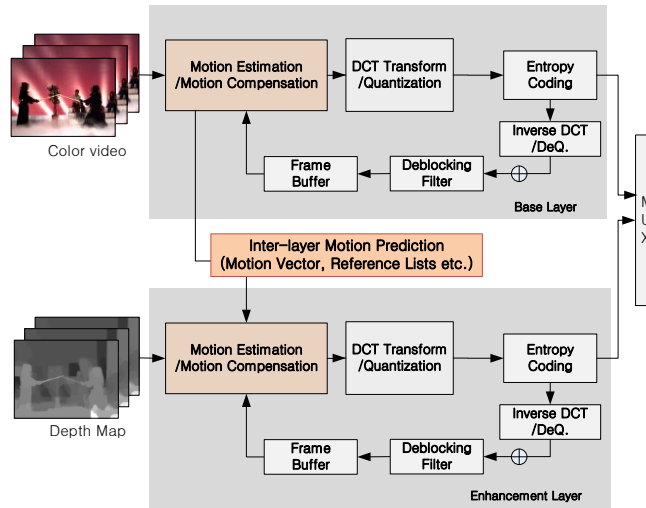 Motion Estimation
/Motion Compensation
DCT Transform
/Quantization
Entropy
Coding
Inverse DCT
/DeQ.
Deblocking
Filter
Frame
Buffer
Color video
Base Layer
M
U
X
Inter-layer Motion Prediction
(Motion Vector, Reference Lists etc.)
Motion Estimation
/Motion Compensation
DCT Transform
/Quantization
Entropy
Coding
Inverse DCT
/DeQ.
Deblocking
Filter
Frame
Buffer
Depth Map
Enhancement Layer